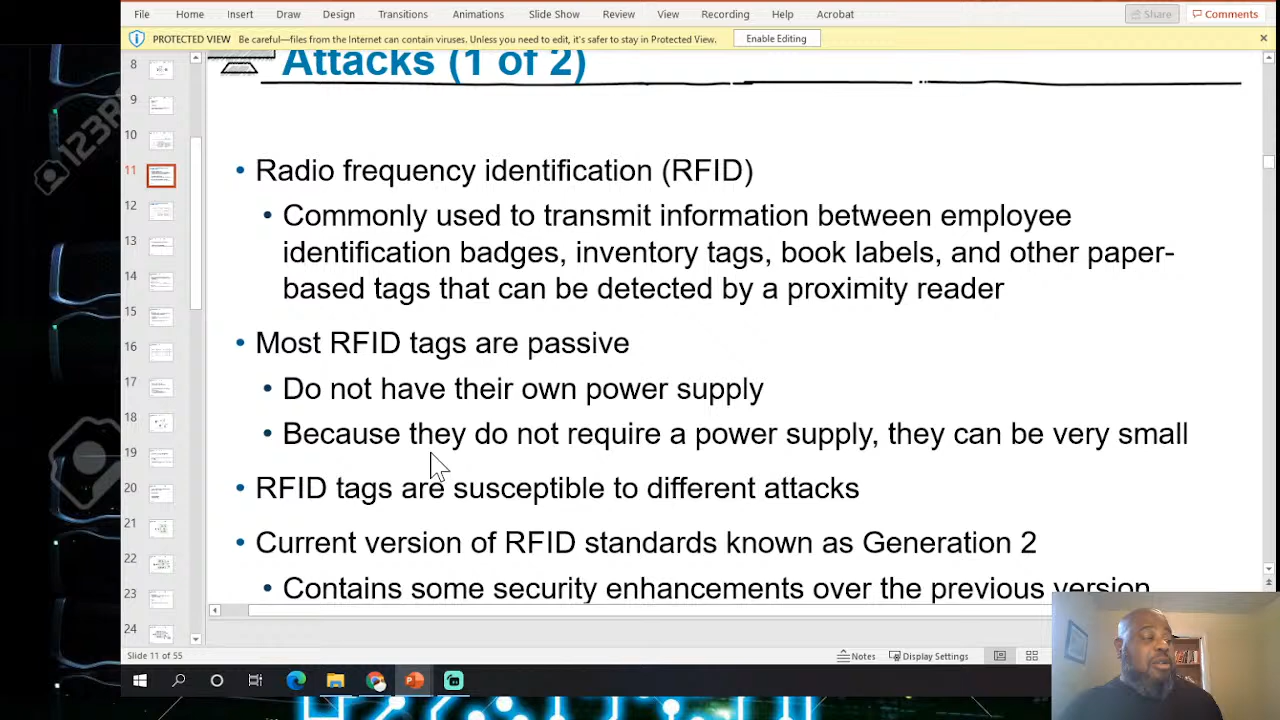 File Home Insert Draw Design Transitions Animations Slide Show Review View Recording Help Acrobat Share Comments
PROTECTED VIEW Be careful—files from the Internet can contain viruses. Unless you need to edit, it's safer to stay in Protected View. Enable Editing
Attacks (1 of 2)
8
9
10
11
12
13
14
15
16
17
18
19
20
21
22
23
24
• Radio frequency identification (RFID)
• Commonly used to transmit information between employee
identification badges, inventory tags, book labels, and other paper-
based tags that can be detected by a proximity reader
• Most RFID tags are passive
• Do not have their own power supply
• Because they do not require a power supply, they can be very small
• RFID tags are susceptible to different attacks
• Current version of RFID standards known as Generation 2
• Contains some security enhancements over the previous version
Slide 11 of 55 Notes Display Settings